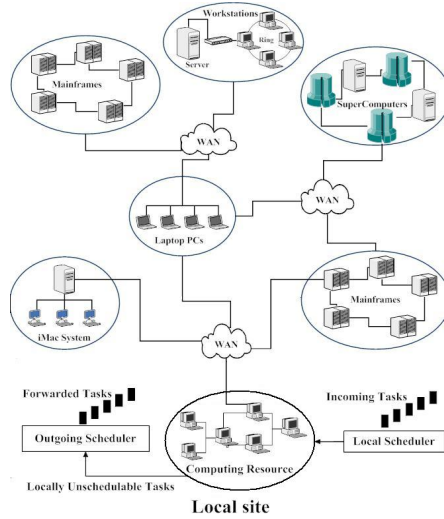 Workstations
Server
Ring
Mainframes
SuperComputers
WAN
WAN
Laptop PCs
Mainframes
iMac System
WAN
Forwarded Tasks
Incoming Tasks
Outgoing Scheduler
Local Scheduler
Computing Resource
Locally Unschedulable Tasks
Local site